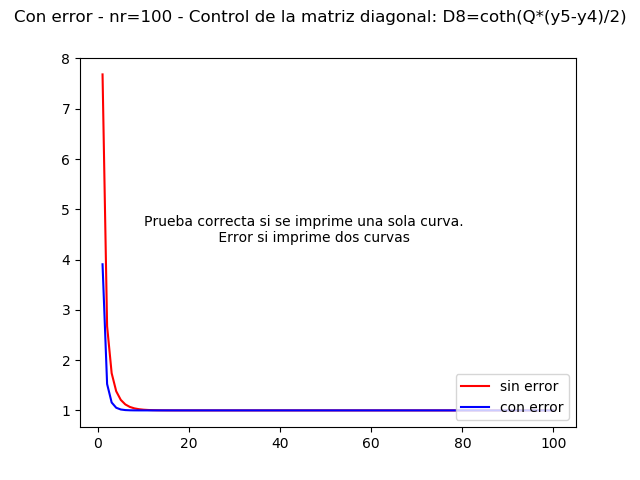 Con error - nr=100 - Control de la matriz diagonal: D8=coth(Q*(y5-y4)/2)
8
7
6
5
4
3
2
1
Prueba correcta si se imprime una sola curva.
Error si imprime dos curvas
sin error
con error
0 20 40 60 80 100